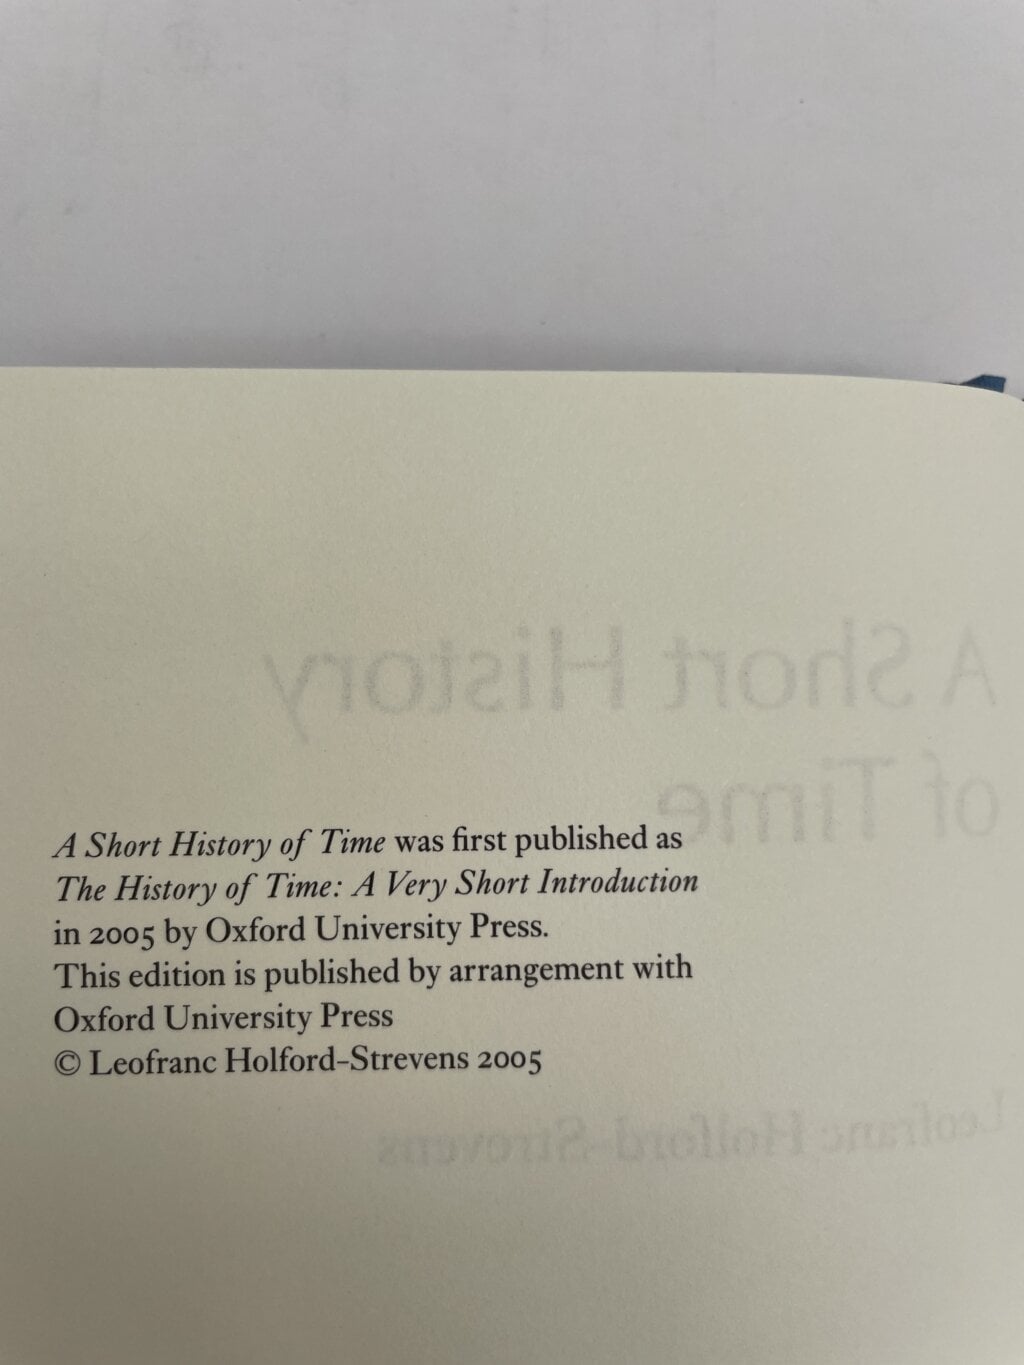 A Short History
of Time
A Short History of Time was first published as
The History of Time: A Very Short Introduction
in 2005 by Oxford University Press.
This edition is published by arrangement with
Oxford University Press
© Leofranc Holford-Strevens 2005
Leofranc Holford-Strevens